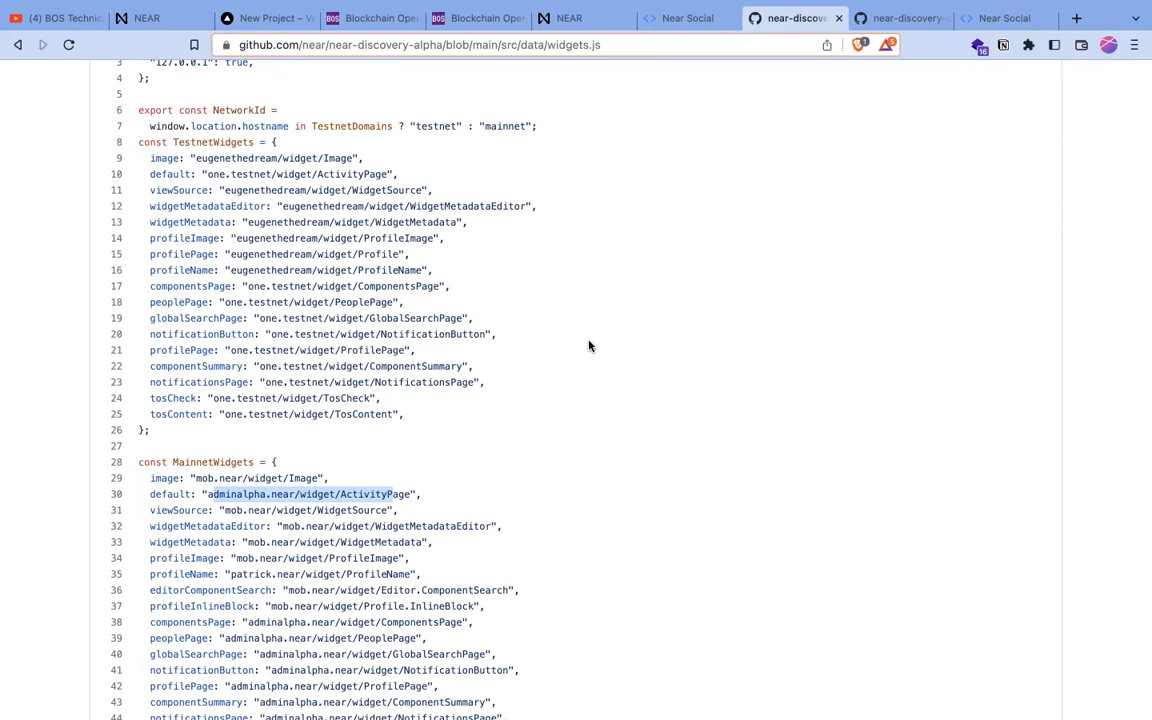 (4) BOS Technic
NEAR
New Project – Ve
BOS Blockchain Oper
BOS Blockchain Oper
NEAR
Near Social
near-discove
near-discovery-
Near Social
github.com/near/near-discovery-alpha/blob/main/src/data/widgets.js
1
16
3 "127.0.0.1": true,
4 };
5
6 export const NetworkId =
7 window.location.hostname in TestnetDomains ? "testnet" : "mainnet";
8 const TestnetWidgets = {
9 image: "eugenethedream/widget/Image",
10 default: "one.testnet/widget/ActivityPage",
11 viewSource: "eugenethedream/widget/WidgetSource",
12 widgetMetadataEditor: "eugenethedream/widget/WidgetMetadataEditor",
13 widgetMetadata: "eugenethedream/widget/WidgetMetadata",
14 profileImage: "eugenethedream/widget/ProfileImage",
15 profilePage: "eugenethedream/widget/Profile",
16 profileName: "eugenethedream/widget/ProfileName",
17 componentsPage: "one.testnet/widget/ComponentsPage",
18 peoplePage: "one.testnet/widget/PeoplePage",
19 globalSearchPage: "one.testnet/widget/GlobalSearchPage",
20 notificationButton: "one.testnet/widget/NotificationButton",
21 profilePage: "one.testnet/widget/ProfilePage",
22 componentSummary: "one.testnet/widget/ComponentSummary",
23 notificationsPage: "one.testnet/widget/NotificationsPage",
24 tosCheck: "one.testnet/widget/TosCheck",
25 tosContent: "one.testnet/widget/TosContent",
26 };
27
28 const MainnetWidgets = {
29 image: "mob.near/widget/Image",
30 default: "adminalpha.near/widget/ActivityPage",
31 viewSource: "mob.near/widget/WidgetSource",
32 widgetMetadataEditor: "mob.near/widget/WidgetMetadataEditor",
33 widgetMetadata: "mob.near/widget/WidgetMetadata",
34 profileImage: "mob.near/widget/ProfileImage",
35 profileName: "patrick.near/widget/ProfileName",
36 editorComponentSearch: "mob.near/widget/Editor.ComponentSearch",
37 profileInlineBlock: "mob.near/widget/Profile.InlineBlock",
38 componentsPage: "adminalpha.near/widget/ComponentsPage",
39 peoplePage: "adminalpha.near/widget/PeoplePage",
40 globalSearchPage: "adminalpha.near/widget/GlobalSearchPage",
41 notificationButton: "adminalpha.near/widget/NotificationButton",
42 profilePage: "adminalpha.near/widget/ProfilePage",
43 componentSummary: "adminalpha.near/widget/ComponentSummary",
44 notificationsPage: "adminalpha.near/widget/NotificationsPage",